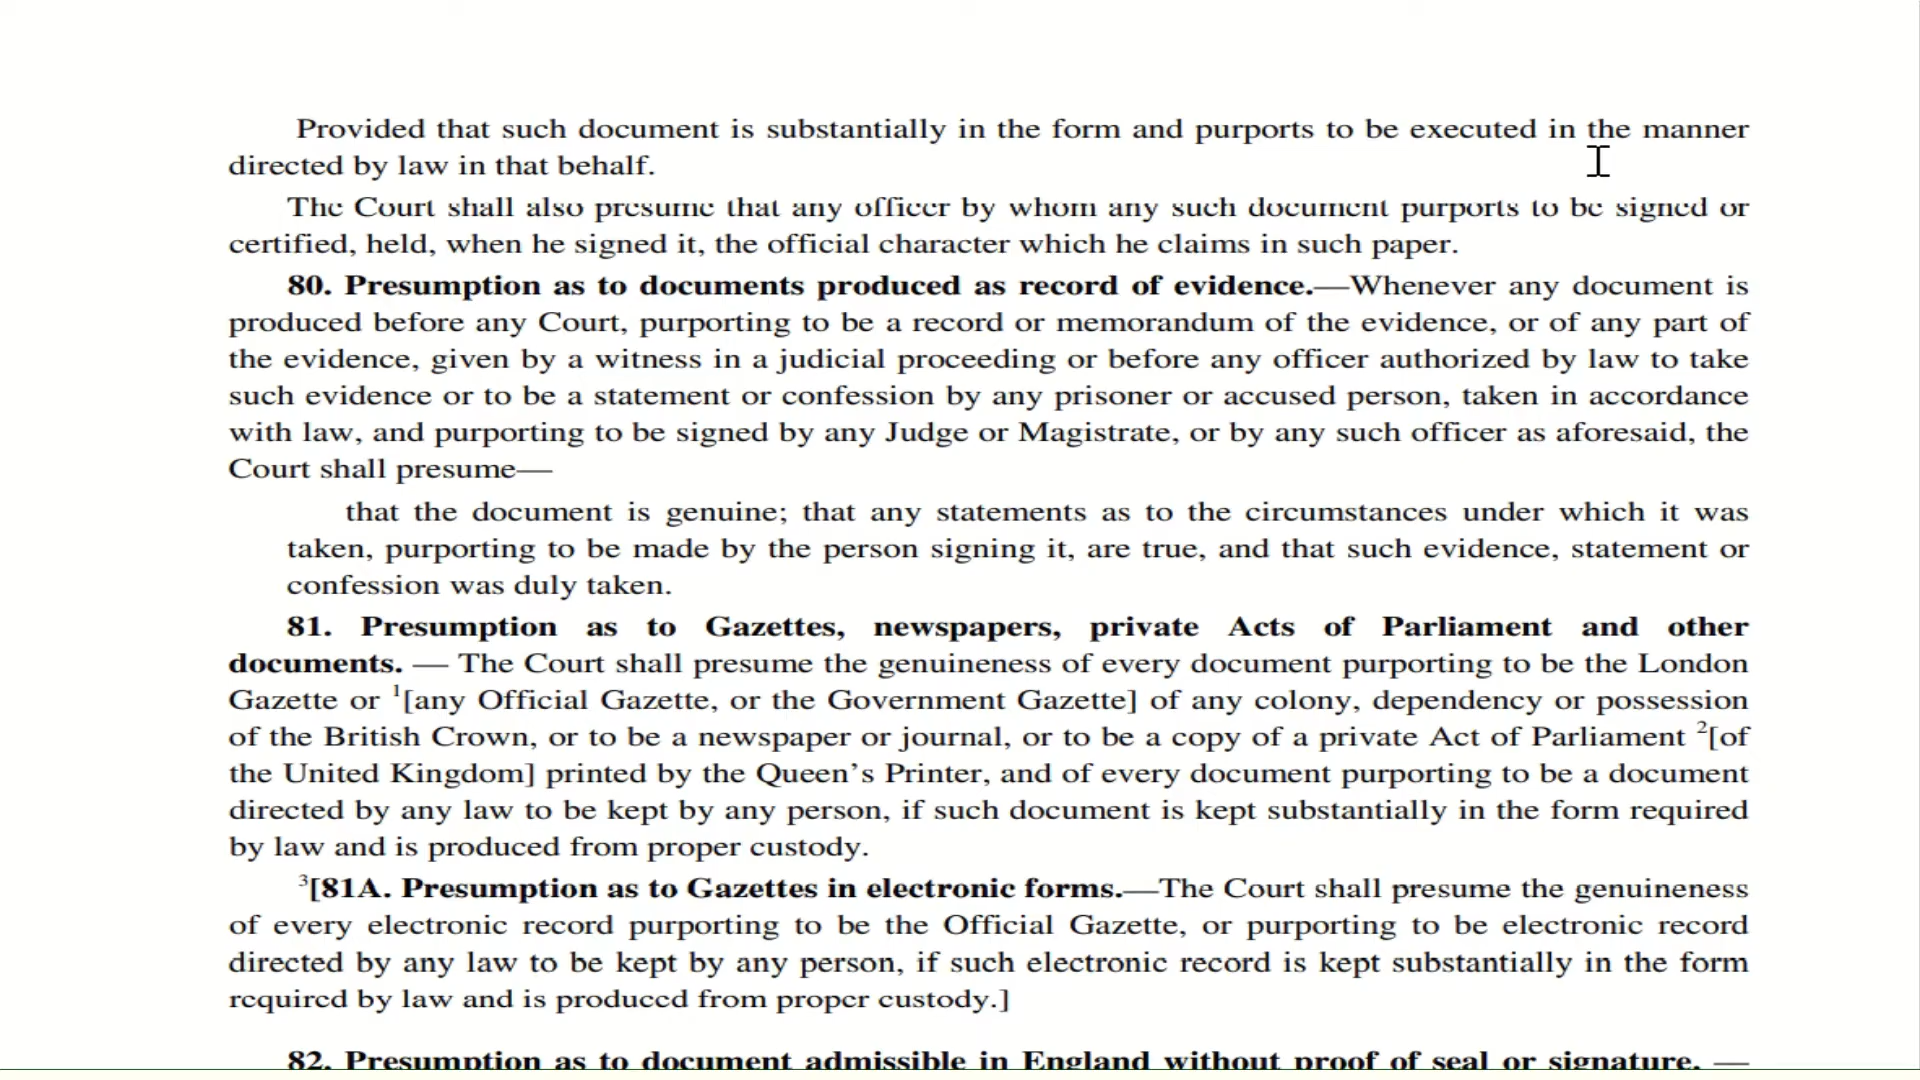 Provided that such document is substantially in the form and purports to be executed in the manner
directed by law in that behalf.
The Court shall also presume that any officer by whom any such document purports to be signed or
certified, held, when he signed it, the official character which he claims in such paper.
80. Presumption as to documents produced as record of evidence.—Whenever any document is
produced before any Court, purporting to be a record or memorandum of the evidence, or of any part of
the evidence, given by a witness in a judicial proceeding or before any officer authorized by law to take
such evidence or to be a statement or confession by any prisoner or accused person, taken in accordance
with law, and purporting to be signed by any Judge or Magistrate, or by any such officer as aforesaid, the
Court shall presume—
that the document is genuine; that any statements as to the circumstances under which it was
taken, purporting to be made by the person signing it, are true, and that such evidence, statement or
confession was duly taken.
81. Presumption as to Gazettes, newspapers, private Acts of Parliament and other
documents. — The Court shall presume the genuineness of every document purporting to be the London
Gazette or 1[any Official Gazette, or the Government Gazette] of any colony, dependency or possession
of the British Crown, or to be a newspaper or journal, or to be a copy of a private Act of Parliament 2[of
the United Kingdom] printed by the Queen’s Printer, and of every document purporting to be a document
directed by any law to be kept by any person, if such document is kept substantially in the form required
by law and is produced from proper custody.
3[81A. Presumption as to Gazettes in electronic forms.—The Court shall presume the genuineness
of every electronic record purporting to be the Official Gazette, or purporting to be electronic record
directed by any law to be kept by any person, if such electronic record is kept substantially in the form
required by law and is produced from proper custody.]
82. Presumption as to document admissible in England without proof of seal or signature. —